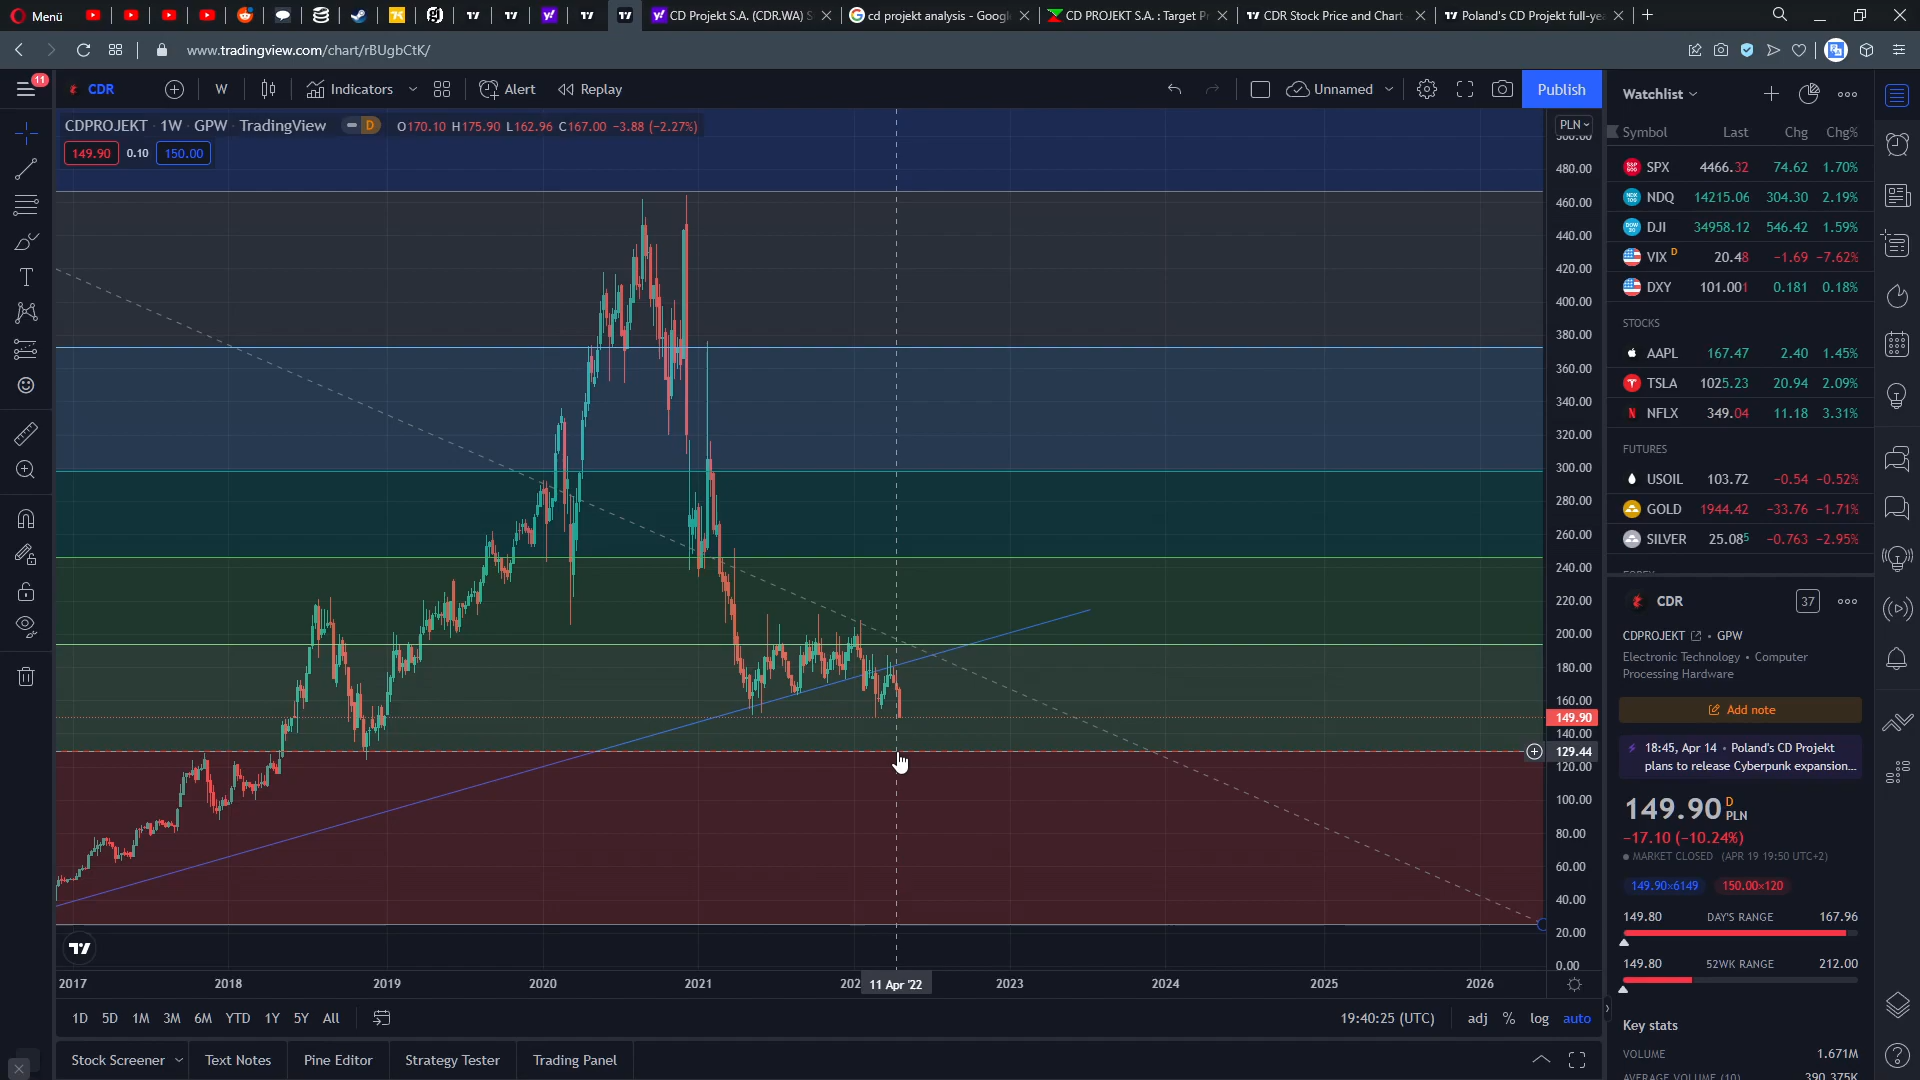 Menü
CD Projekt S.A. (CDR.WA) S
cd projekt analysis - Googl
CD PROJEKT S.A. : Target P
CDR Stock Price and Chart
Poland's CD Projekt full-ye
www.tradingview.com/chart/rBUgbCtK/
11
CDR
W
Indicators
Alert
Replay
Unnamed
Publish
CDPROJEKT · 1W · GPW · TradingView
D
O170.10 H175.90 L162.96 C167.00 −3.88 (−2.27%)
149.90
0.10
150.00
PLN
500.00
480.00
460.00
440.00
420.00
400.00
380.00
360.00
340.00
320.00
300.00
280.00
260.00
240.00
220.00
200.00
180.00
160.00
149.90
140.00
129.44
120.00
100.00
80.00
60.00
40.00
20.00
0.00
2017
2018
2019
2020
2021
202
11 Apr '22
2023
2024
2025
2026
1D 5D 1M 3M 6M YTD 1Y 5Y All
19:40:25 (UTC)
adj % log auto
Stock Screener
Text Notes
Pine Editor
Strategy Tester
Trading Panel
Watchlist
Symbol Last Chg Chg%
SPX 4466.32 74.62 1.70%
NDQ 14215.06 304.30 2.19%
DJI 34958.12 546.42 1.59%
VIX D 20.48 −1.69 −7.62%
DXY 101.001 0.181 0.18%
STOCKS
AAPL 167.47 2.40 1.45%
TSLA 1025.23 20.94 2.09%
NFLX 349.04 11.18 3.31%
FUTURES
USOIL 103.72 −0.54 −0.52%
GOLD 1944.42 −33.76 −1.71%
SILVER 25.085 −0.763 −2.95%
CDR
37
CDPROJEKT · GPW
Electronic Technology · Computer
Processing Hardware
Add note
18:45, Apr 14 · Poland's CD Projekt
plans to release Cyberpunk expansion...
149.90 D PLN
−17.10 (−10.24%)
MARKET CLOSED (APR 19 19:50 UTC+2)
149.90×6149
150.00×120
149.80 DAY'S RANGE 167.96
149.80 52WK RANGE 212.00
Key stats
VOLUME 1.671M
AVERAGE VOLUME (10) 390.375K